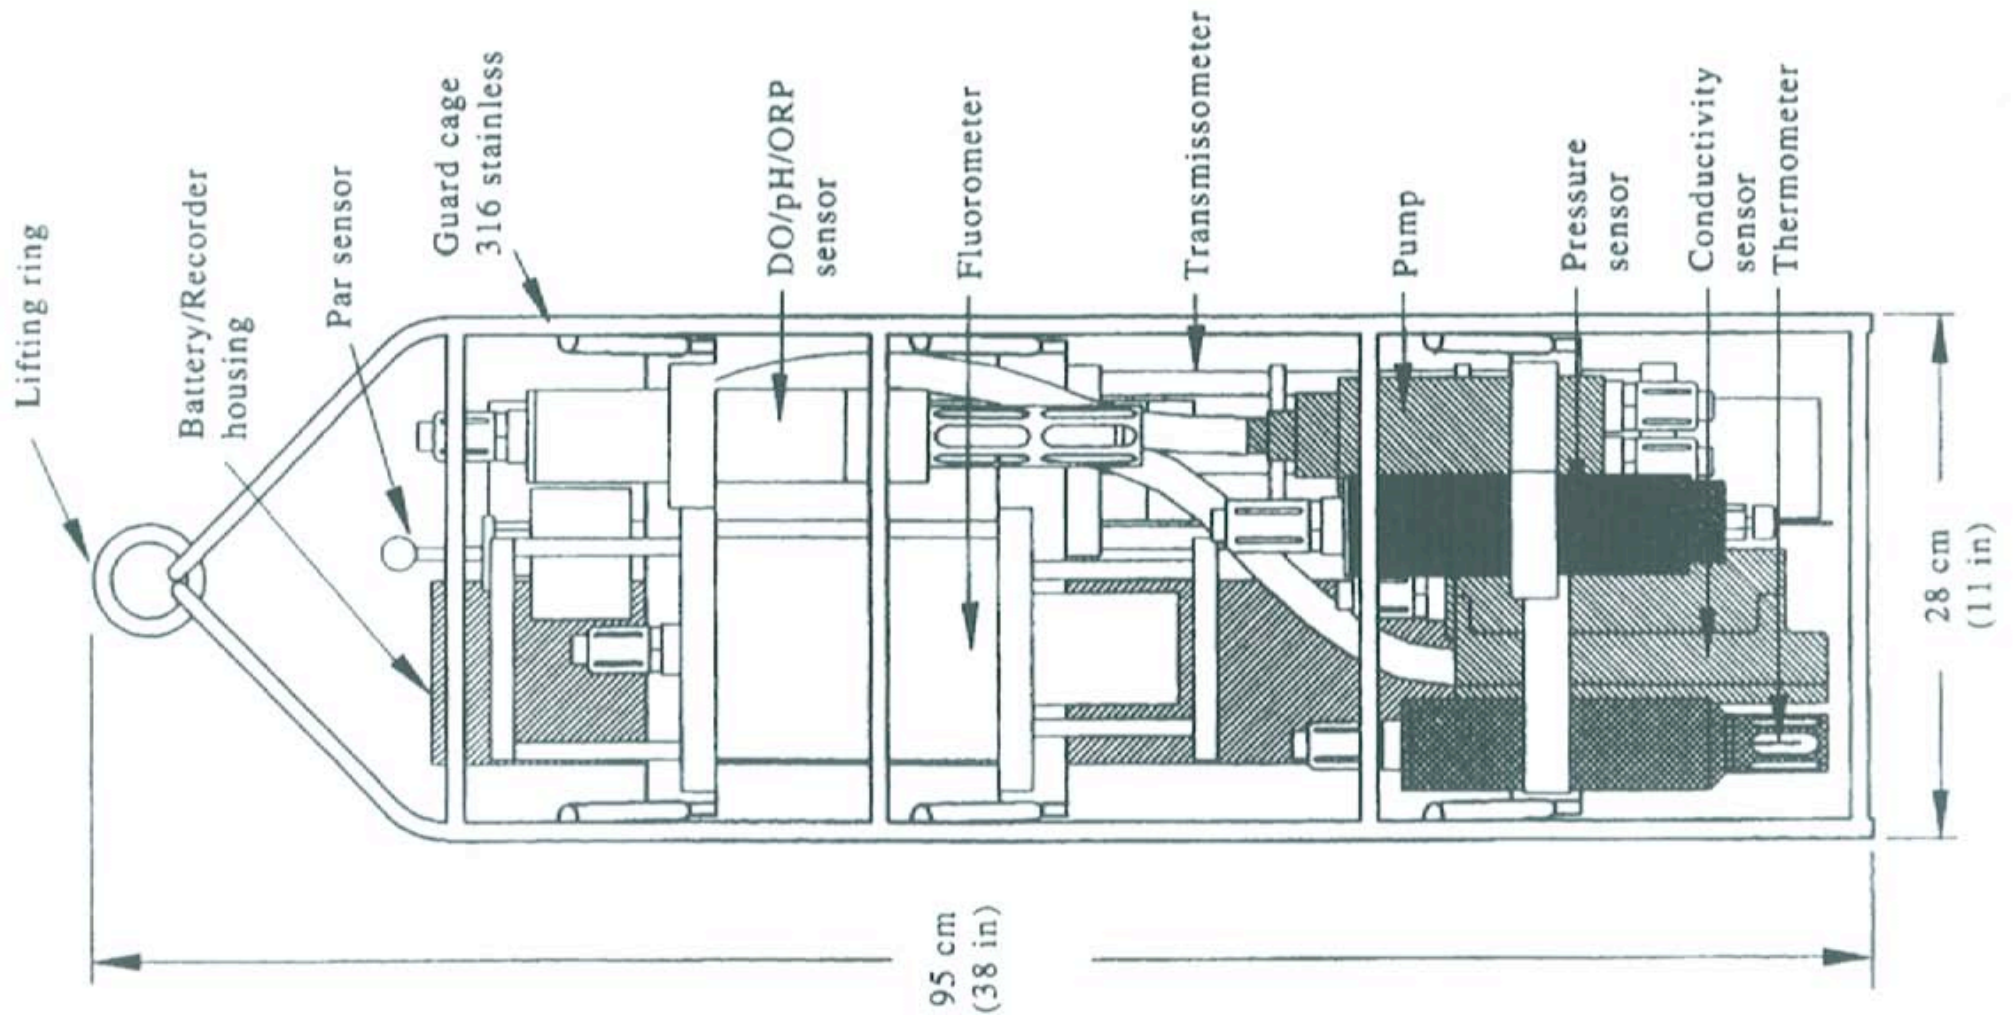 Lifting ring
Battery/Recorder
housing
Par sensor
Guard cage
316 stainless
DO/pH/ORP
sensor
Fluorometer
Transmissometer
Pump
Pressure
sensor
Conductivity
sensor
Thermometer
95 cm
(38 in)
28 cm
(11 in)